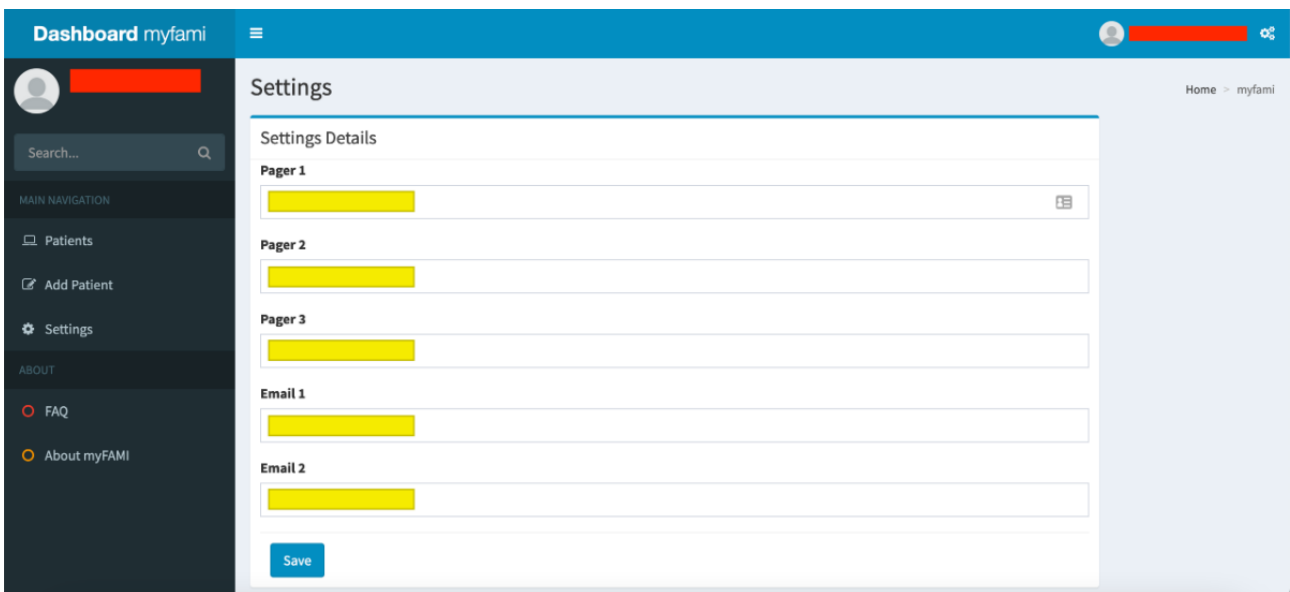 Dashboard myfami
Settings
Home > myfami
Search...
MAIN NAVIGATION
Patients
Add Patient
Settings
ABOUT
FAQ
About myFAMI
Settings Details
Pager 1
Pager 2
Pager 3
Email 1
Email 2
Save